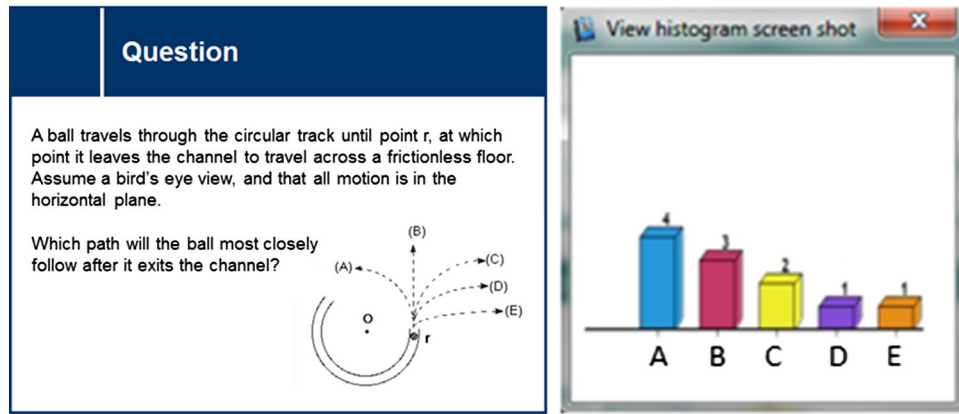 Question
A ball travels through the circular track until point r, at which
point it leaves the channel to travel across a frictionless floor.
Assume a bird's eye view, and that all motion is in the
horizontal plane.
Which path will the ball most closely
follow after it exits the channel?
(B)
(A)
(C)
(D)
(E)
O
r
View histogram screen shot
4
3
2
1
1
A B C D E